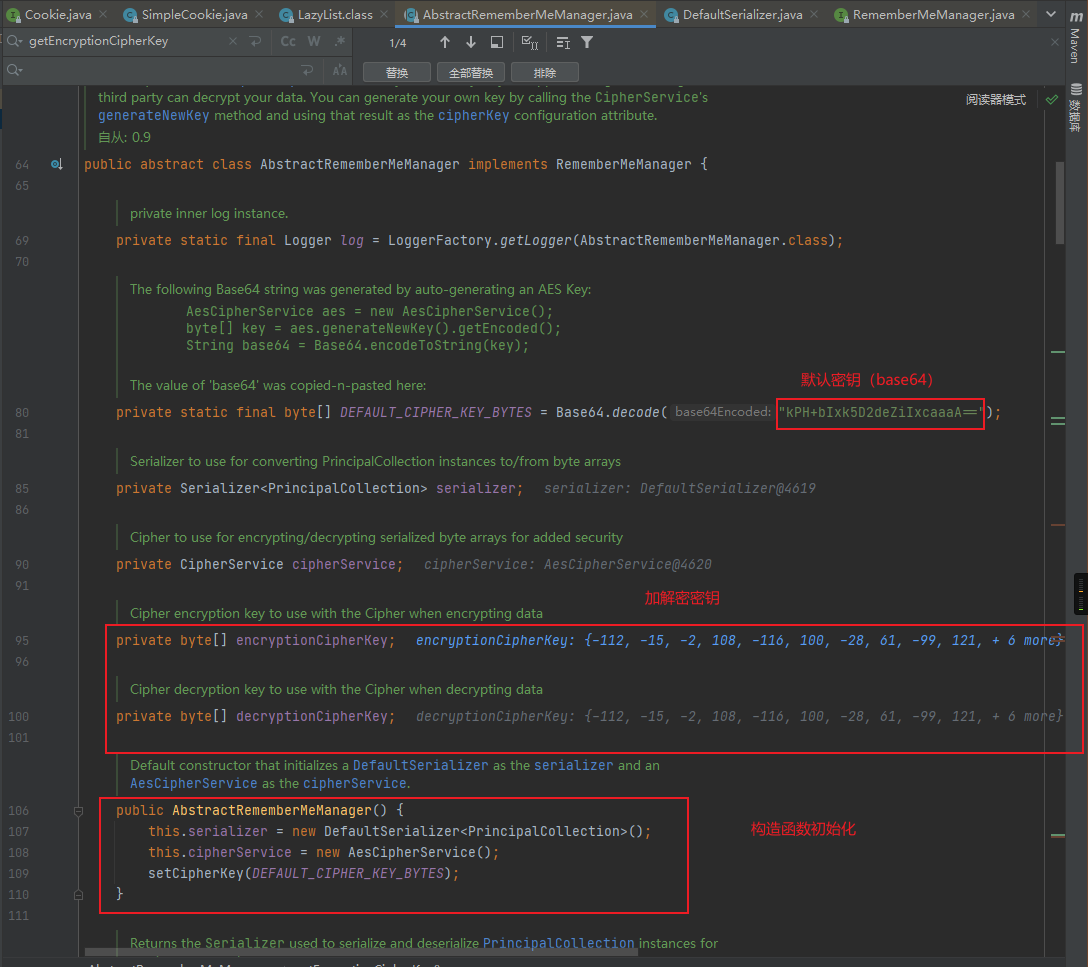 Cookie.java SimpleCookie.java LazyList.class AbstractRememberMeManager.java DefaultSerializer.java RememberMeManager.java
getEncryptionCipherKey Cc W .* 1/4
替换 全部替换 排除
Maven
数据库
阅读器模式
third party can decrypt your data. You can generate your own key by calling the CipherService's
generateNewKey method and using that result as the cipherKey configuration attribute.
自从: 0.9
64 public abstract class AbstractRememberMeManager implements RememberMeManager {
65
private inner log instance.
69 private static final Logger log = LoggerFactory.getLogger(AbstractRememberMeManager.class);
70
The following Base64 string was generated by auto-generating an AES Key:
AesCipherService aes = new AesCipherService();
byte[] key = aes.generateNewKey().getEncoded();
String base64 = Base64.encodeToString(key);
The value of 'base64' was copied-n-pasted here:
默认密钥（base64）
80 private static final byte[] DEFAULT_CIPHER_KEY_BYTES = Base64.decode( base64Encoded: "kPH+bIxk5D2deZiIxcaaaA==");
81
Serializer to use for converting PrincipalCollection instances to/from byte arrays
85 private Serializer<PrincipalCollection> serializer; serializer: DefaultSerializer@4619
86
Cipher to use for encrypting/decrypting serialized byte arrays for added security
90 private CipherService cipherService; cipherService: AesCipherService@4620
91
加解密密钥
Cipher encryption key to use with the Cipher when encrypting data
95 private byte[] encryptionCipherKey; encryptionCipherKey: {-112, -15, -2, 108, -116, 100, -28, 61, -99, 121, + 6 more}
96
Cipher decryption key to use with the Cipher when decrypting data
100 private byte[] decryptionCipherKey; decryptionCipherKey: {-112, -15, -2, 108, -116, 100, -28, 61, -99, 121, + 6 more}
101
Default constructor that initializes a DefaultSerializer as the serializer and an
AesCipherService as the cipherService.
106 public AbstractRememberMeManager() {
107 this.serializer = new DefaultSerializer<PrincipalCollection>();
构造函数初始化
108 this.cipherService = new AesCipherService();
109 setCipherKey(DEFAULT_CIPHER_KEY_BYTES);
110 }
111
Returns the Serializer used to serialize and deserialize PrincipalCollection instances for